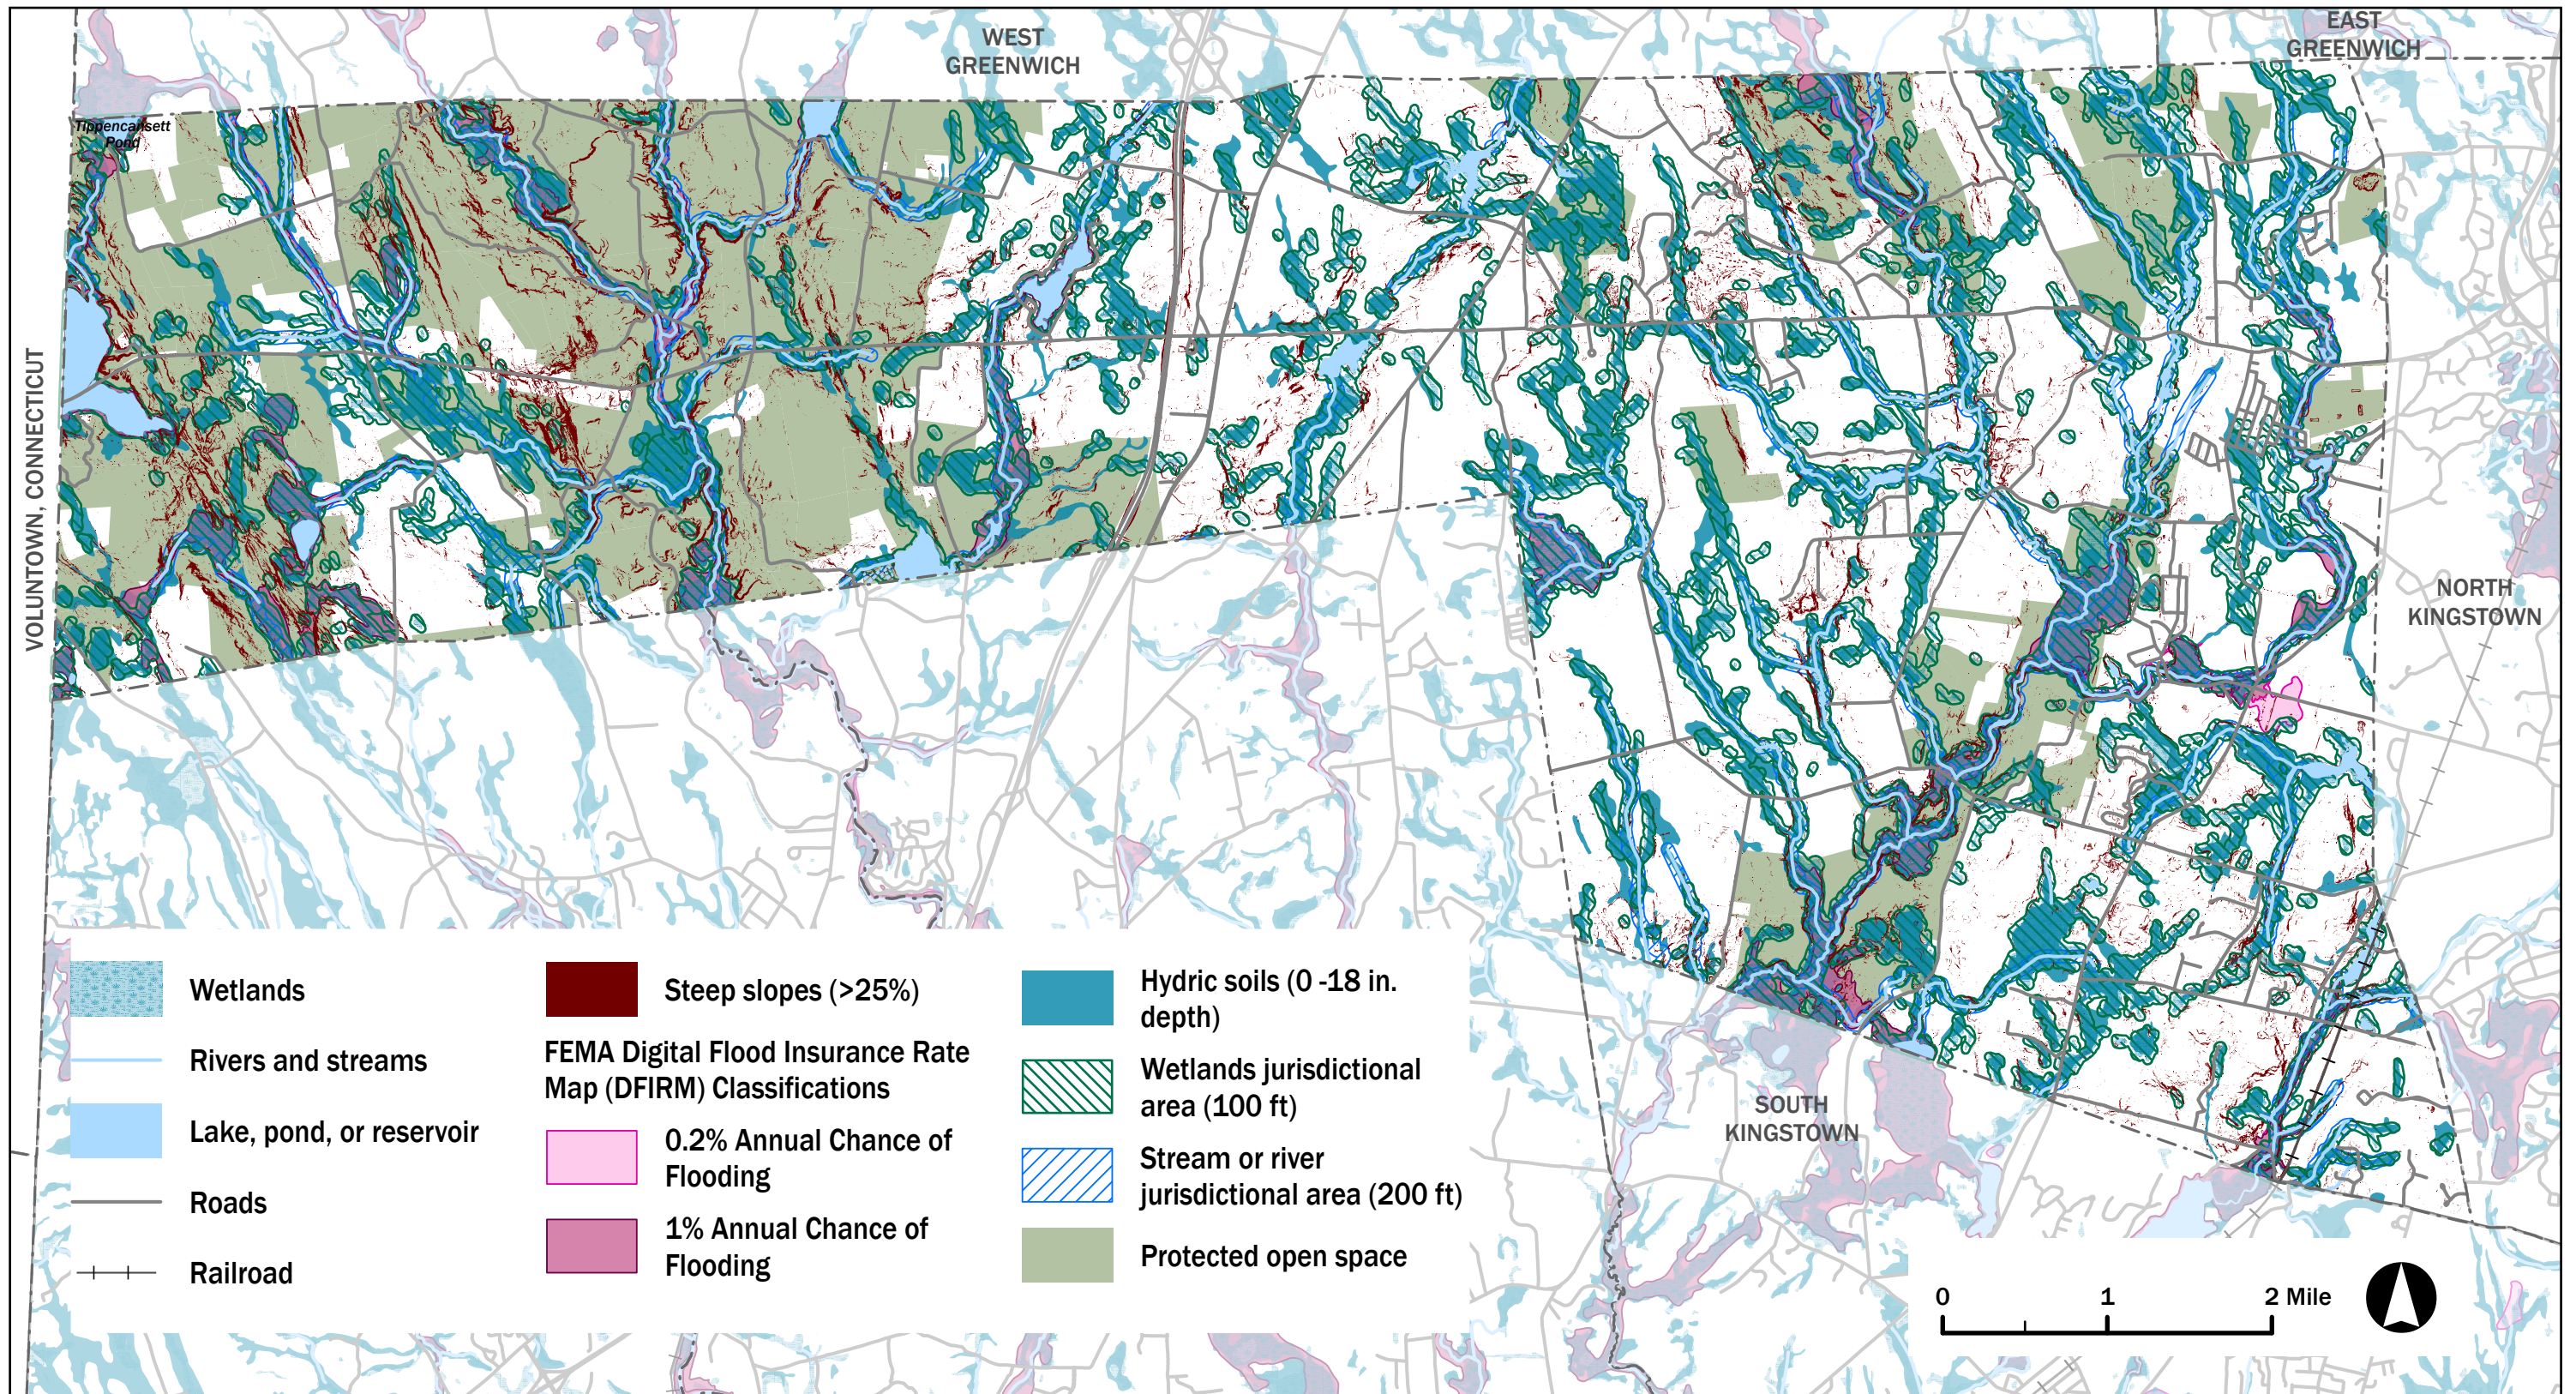 WEST
GREENWICH
EAST
GREENWICH
Tippencansett
Pond
VOLUNTOWN, CONNECTICUT
NORTH
KINGSTOWN
SOUTH
KINGSTOWN
Wetlands
Rivers and streams
Lake, pond, or reservoir
Roads
Railroad
Steep slopes (>25%)
FEMA Digital Flood Insurance Rate
Map (DFIRM) Classifications
0.2% Annual Chance of
Flooding
1% Annual Chance of
Flooding
Hydric soils (0 -18 in.
depth)
Wetlands jurisdictional
area (100 ft)
Stream or river
jurisdictional area (200 ft)
Protected open space
0 1 2 Mile